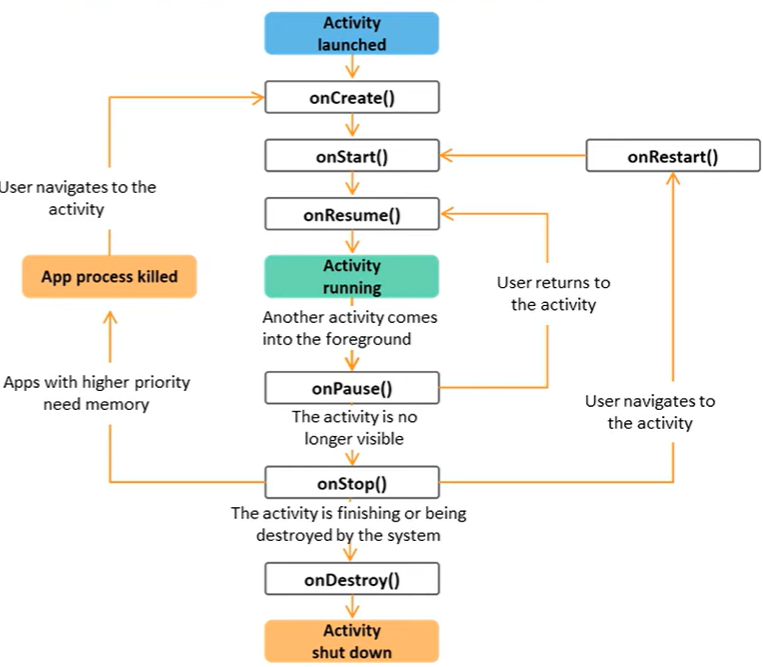 Activity
launched
onCreate()
onStart()
onRestart()
User navigates to the
activity
onResume()
Activity
running
App process killed
User returns to
the activity
Another activity comes
into the foreground
Apps with higher priority
need memory
onPause()
User navigates to
the activity
The activity is no
longer visible
onStop()
The activity is finishing or being
destroyed by the system
onDestroy()
Activity
shut down